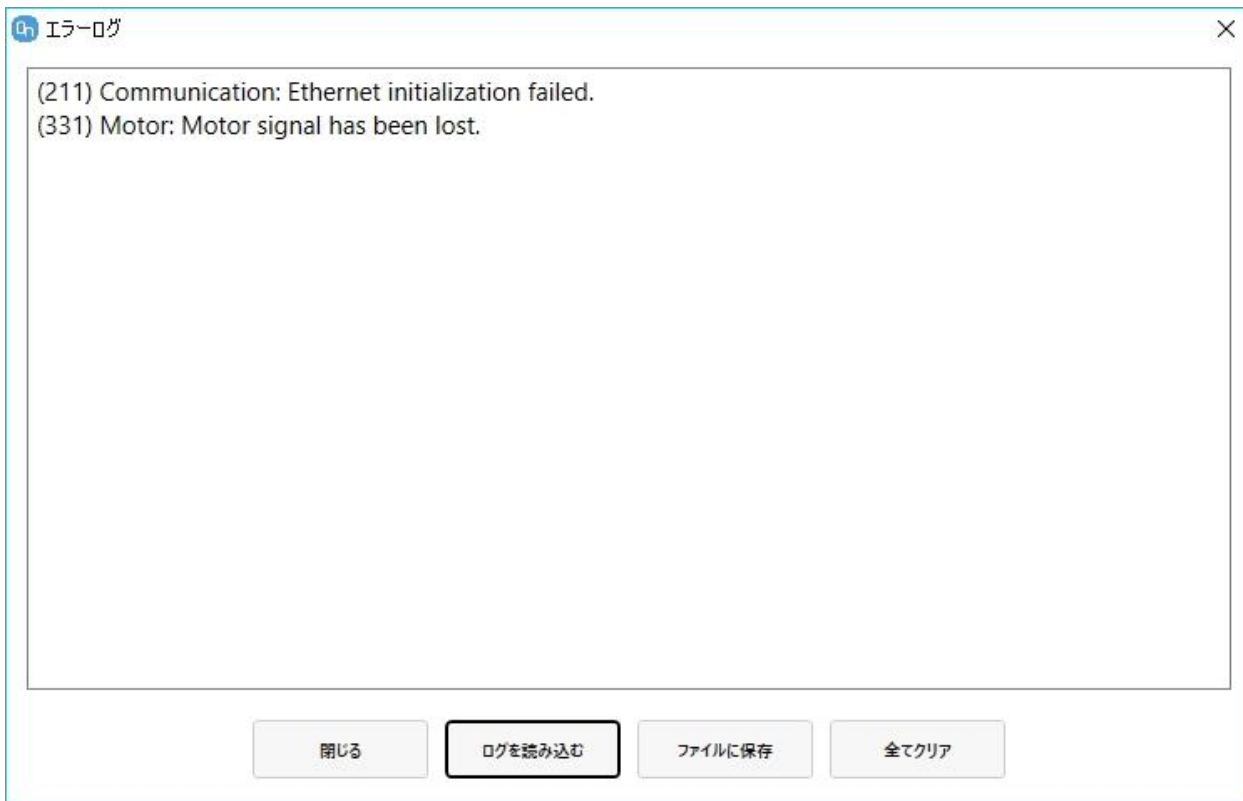 エラーログ
(211) Communication: Ethernet initialization failed.
(331) Motor: Motor signal has been lost.
閉じる
ログを読み込む
ファイルに保存
全てクリア